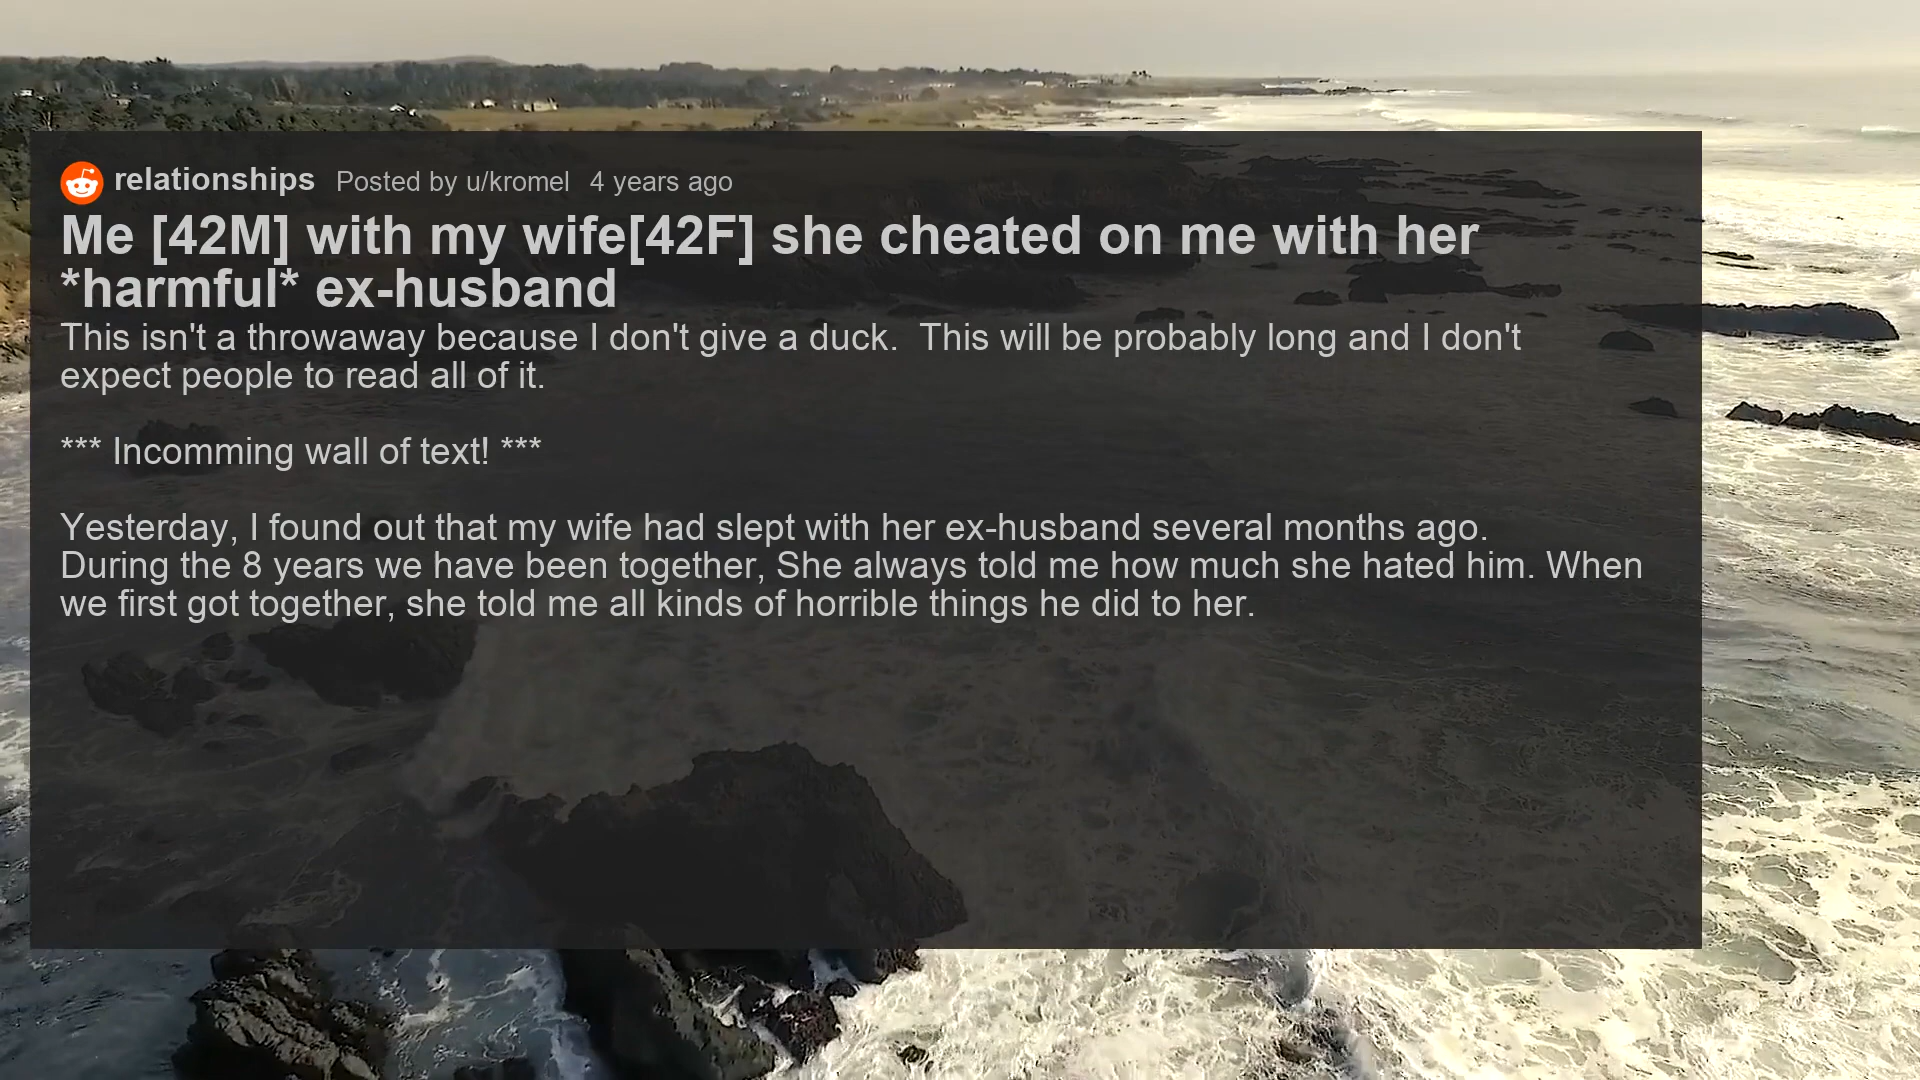 relationships Posted by u/kromel 4 years ago
Me [42M] with my wife[42F] she cheated on me with her
*harmful* ex-husband
This isn't a throwaway because I don't give a duck.  This will be probably long and I don't
expect people to read all of it.
*** Incomming wall of text! ***
Yesterday, I found out that my wife had slept with her ex-husband several months ago.
During the 8 years we have been together, She always told me how much she hated him. When
we first got together, she told me all kinds of horrible things he did to her.